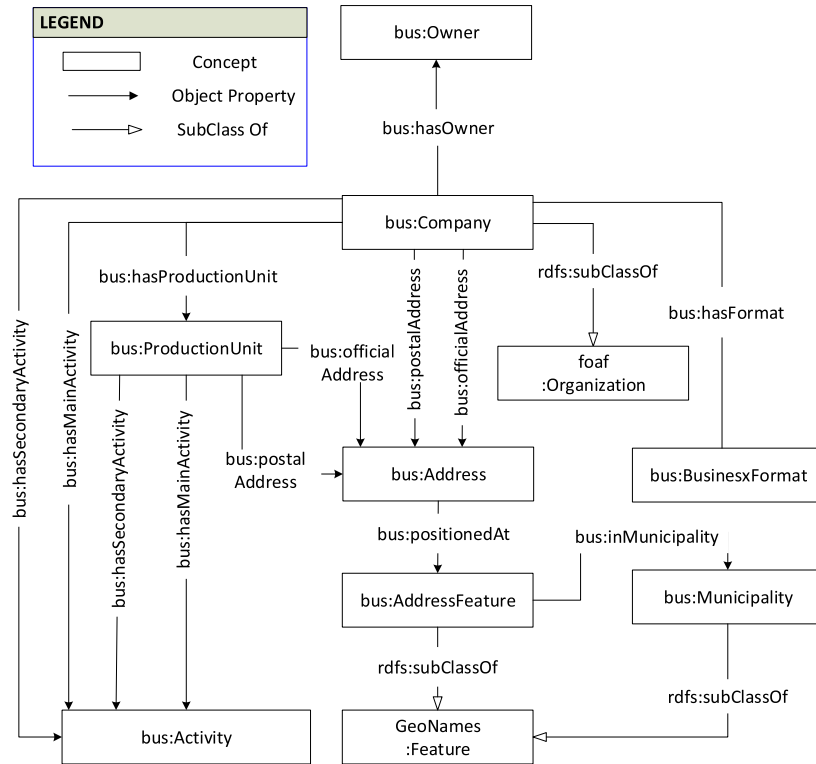 LEGEND
Concept
Object Property
SubClass Of
bus:Owner
bus:hasOwner
bus:Company
bus:hasProductionUnit
bus:ProductionUnit
bus:official
Address
bus:postalAddress
bus:officialAddress
rdfs:subClassOf
foaf
:Organization
bus:hasFormat
bus:hasSecondaryActivity
bus:hasMainActivity
bus:hasSecondaryActivity
bus:hasMainActivity
bus:postal
Address
bus:Address
bus:BusinexFormat
bus:positionedAt
bus:inMunicipality
bus:AddressFeature
bus:Municipality
rdfs:subClassOf
rdfs:subClassOf
bus:Activity
GeoNames
:Feature